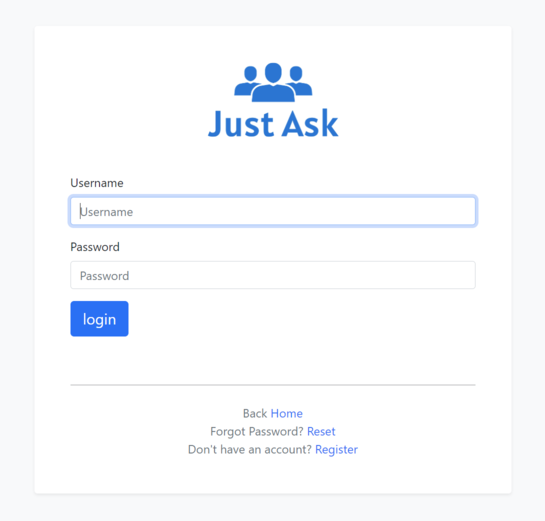 Just Ask
Username
Username
Password
Password
login
Back Home
Forgot Password? Reset
Don't have an account? Register